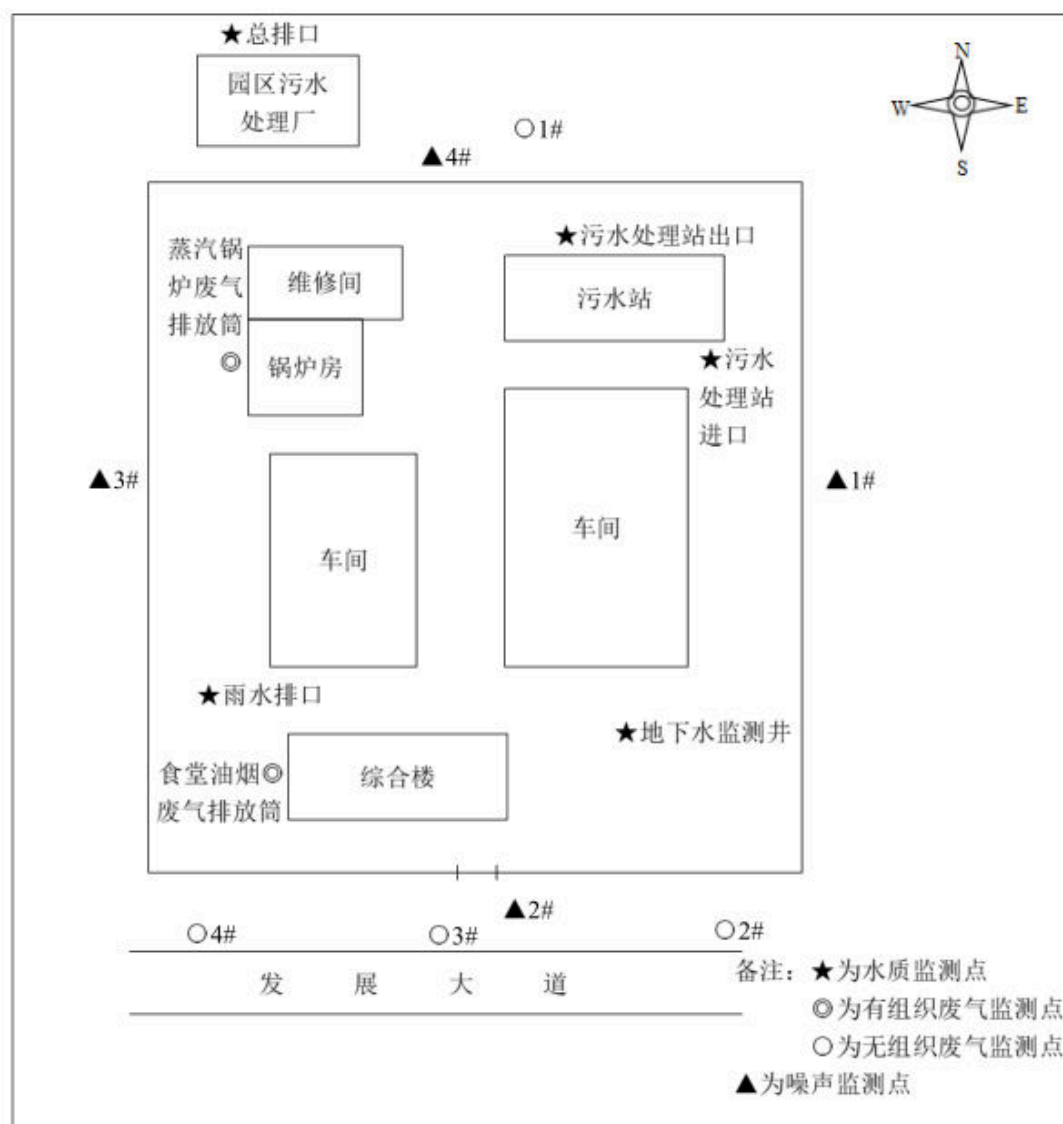 ★总排口
园区污水
处理厂
N
W
E
S
○1#
▲4#
★污水处理站出口
蒸汽锅
炉废气
排放筒
◎
维修间
锅炉房
污水站
★污水
处理站
进口
▲3#
▲1#
车间
车间
★雨水排口
★地下水监测井
食堂油烟◎
废气排放筒
综合楼
▲2#
○4#
○3#
○2#
发展大道
备注：★为水质监测点
◎为有组织废气监测点
○为无组织废气监测点
▲为噪声监测点